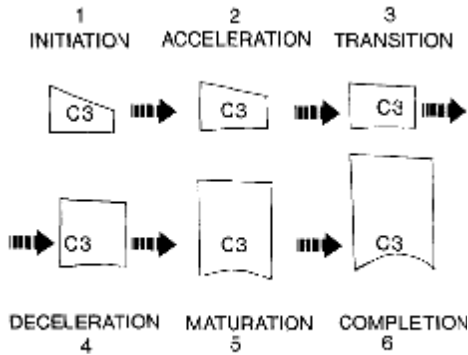 1 2 3
INITIATION ACCELERATION TRANSITION
C3 C3 C3
C3 C3 C3
DECELERATION MATURATION COMPLETION
4 5 6